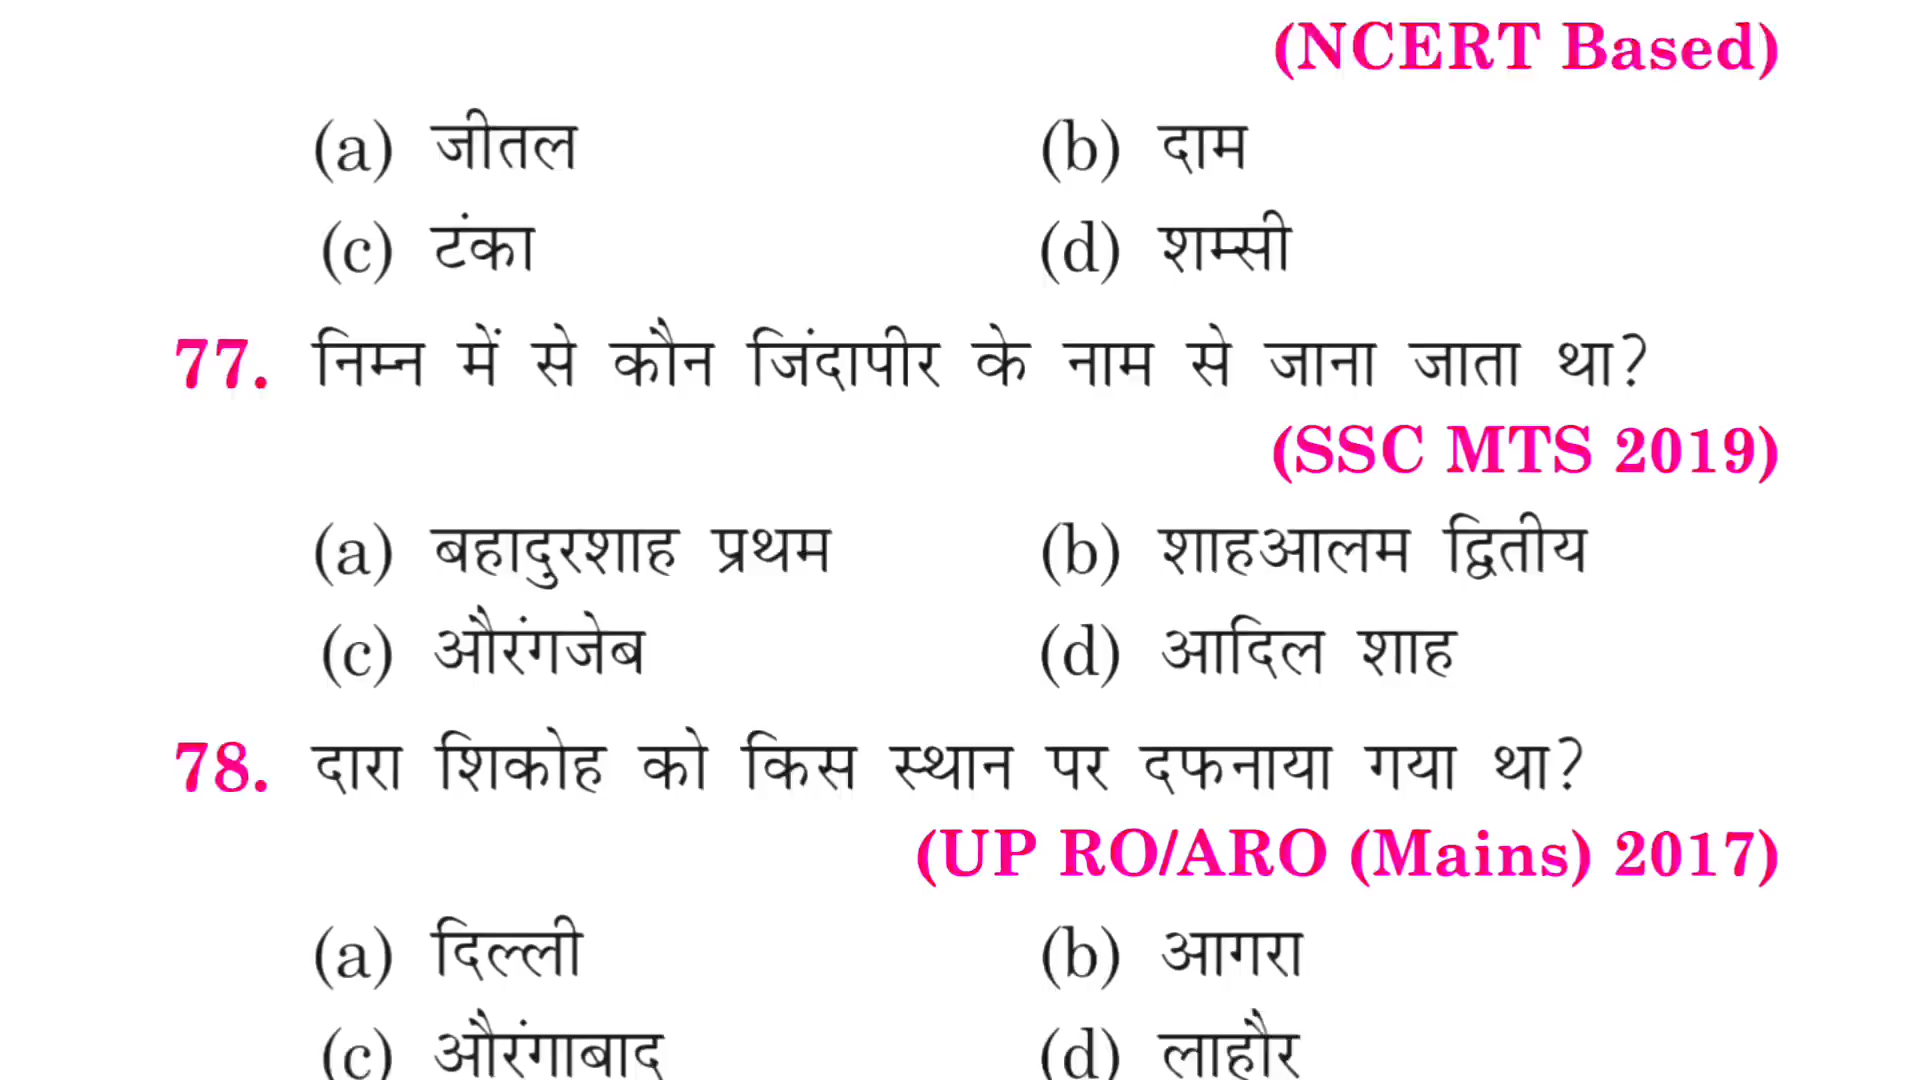 (NCERT Based)
(a) जीतल (b) दाम
(c) टंका (d) शम्सी
77. निम्न में से कौन जिंदापीर के नाम से जाना जाता था?
(SSC MTS 2019)
(a) बहादुरशाह प्रथम (b) शाहआलम द्वितीय
(c) औरंगजेब (d) आदिल शाह
78. दारा शिकोह को किस स्थान पर दफनाया गया था?
(UP RO/ARO (Mains) 2017)
(a) दिल्ली (b) आगरा
(c) औरंगाबाद (d) लाहौर